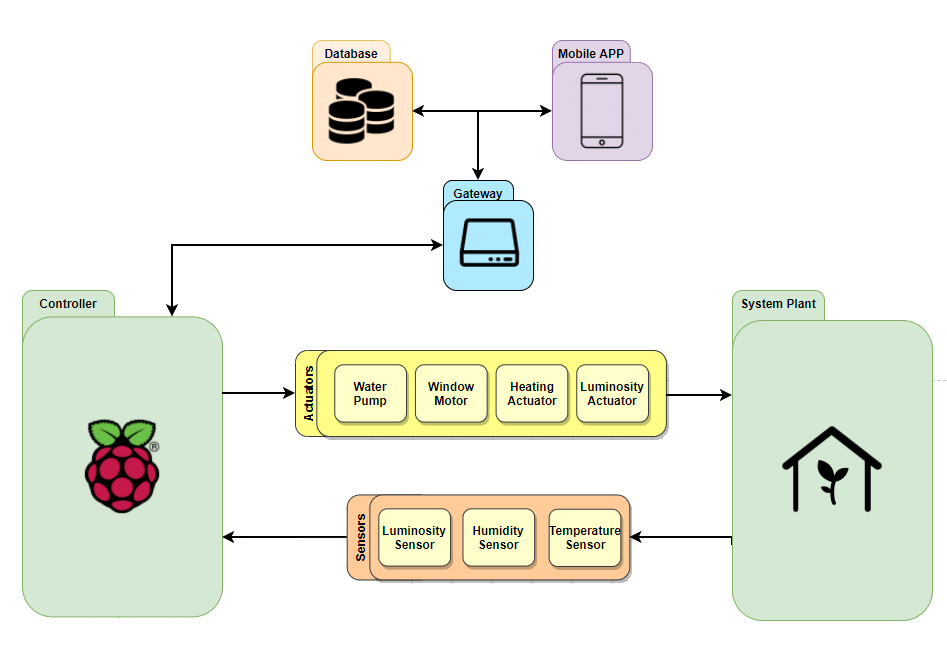 Database
Mobile APP
Gateway
Controller
System Plant
Actuators
Water
Pump
Window
Motor
Heating
Actuator
Luminosity
Actuator
Sensors
Luminosity
Sensor
Humidity
Sensor
Temperature
Sensor
®